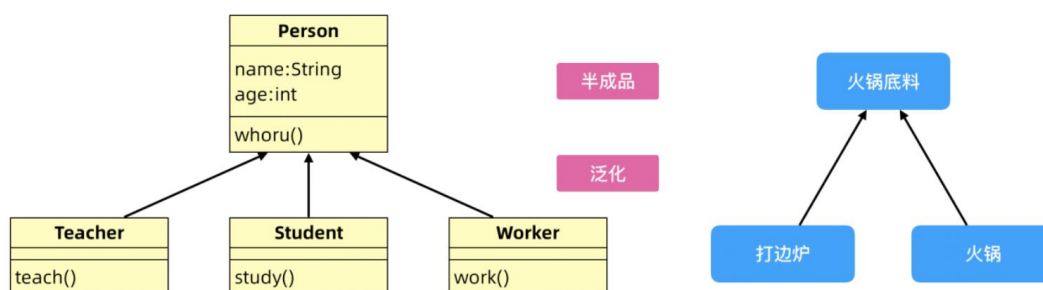 Person
name:String
age:int
whoru()
Teacher
teach()
Student
study()
Worker
work()
半成品
泛化
火锅底料
打边炉
火锅